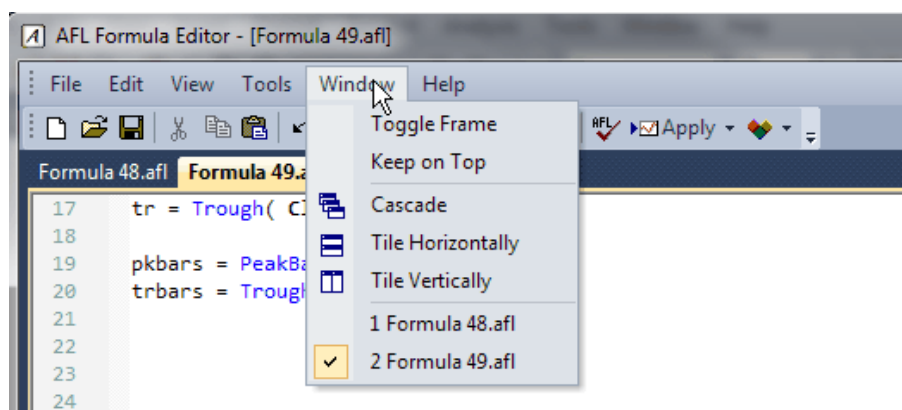 AFL Formula Editor - [Formula 49.afl]
File Edit View Tools Window Help
AFL Apply
Formula 48.afl Formula 49.a
Toggle Frame
Keep on Top
Cascade
Tile Horizontally
Tile Vertically
1 Formula 48.afl
2 Formula 49.afl
17 tr = Trough( Cl
18
19 pkbars = PeakBa
20 trbars = Trough
21
22
23
24